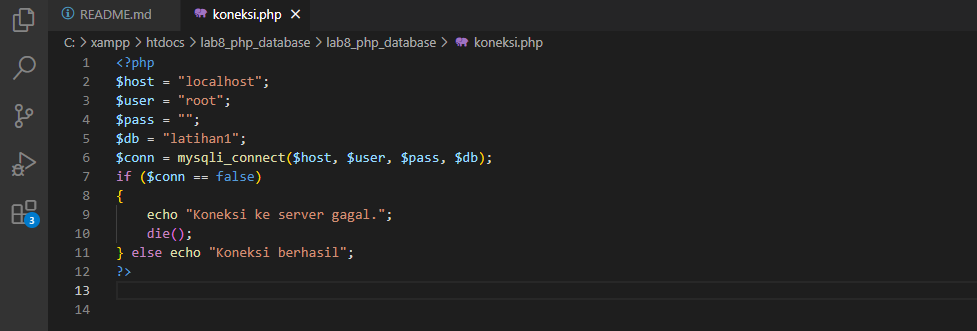 README.md koneksi.php
C: > xampp > htdocs > lab8_php_database > lab8_php_database > koneksi.php
1 <?php
2 $host = "localhost";
3 $user = "root";
4 $pass = "";
5 $db = "latihan1";
6 $conn = mysqli_connect($host, $user, $pass, $db);
7 if ($conn == false)
8 {
9     echo "Koneksi ke server gagal.";
10     die();
11 } else echo "Koneksi berhasil";
12 ?>
13
14
3